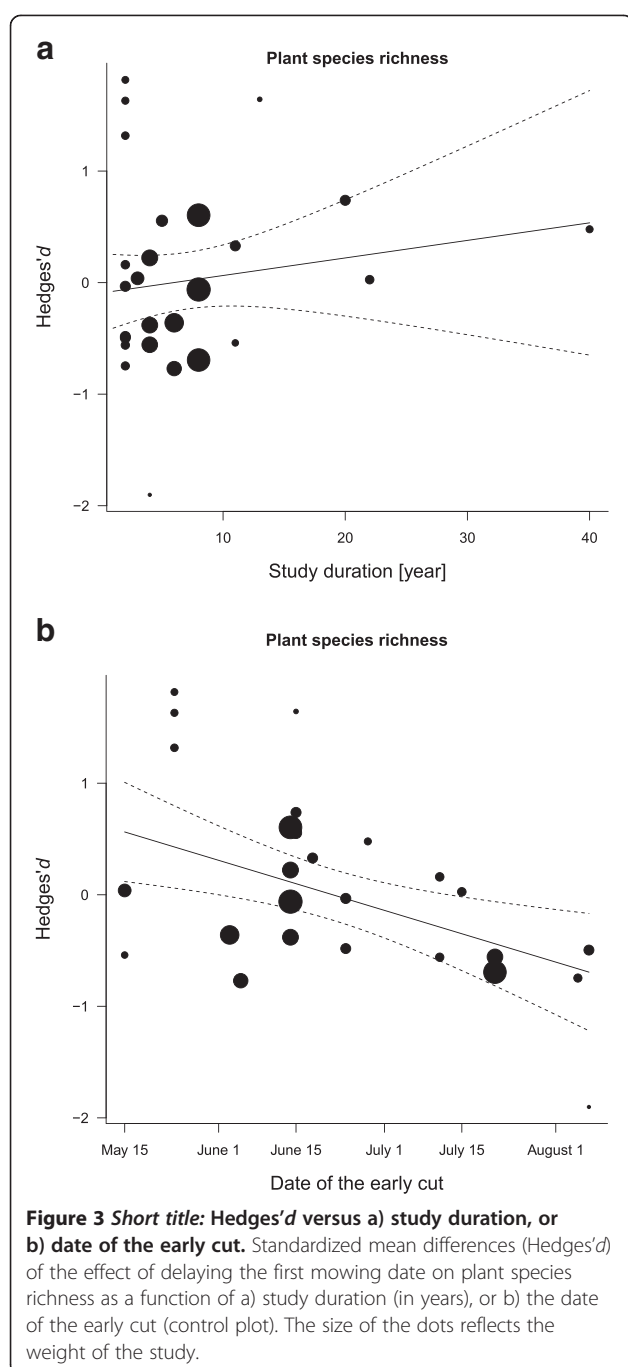 a
Plant species richness
1
0
−1
−2
Hedges'd
10 20 30 40
Study duration [year]
b
Plant species richness
1
0
−1
−2
Hedges'd
May 15 June 1 June 15 July 1 July 15 August 1
Date of the early cut
Figure 3 Short title: Hedges'd versus a) study duration, or
b) date of the early cut. Standardized mean differences (Hedges'd)
of the effect of delaying the first mowing date on plant species
richness as a function of a) study duration (in years), or b) the date
of the early cut (control plot). The size of the dots reflects the
weight of the study.